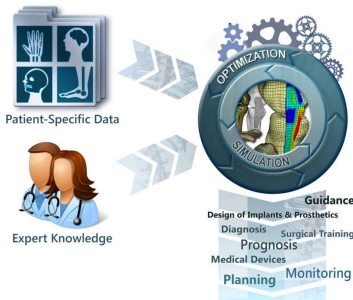 Patient-Specific Data
Expert Knowledge
OPTIMIZATION
SIMULATION
Guidance
Design of Implants & Prosthetics
Diagnosis
Surgical Training
Prognosis
Medical Devices
Planning
Monitoring